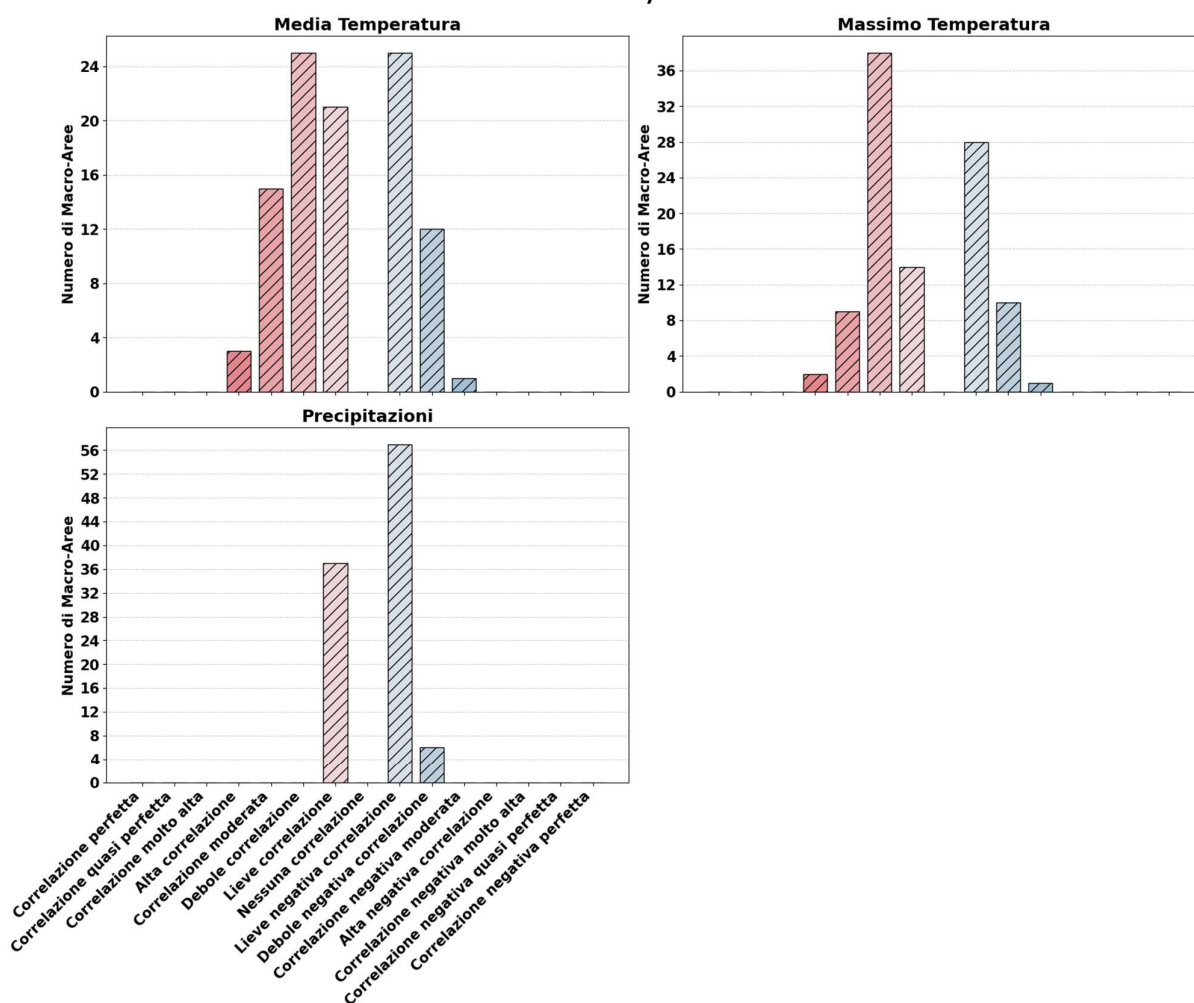 Media Temperatura
Numero di Macro-Aree
24
20
16
12
8
4
0
Massimo Temperatura
Numero di Macro-Aree
36
32
28
24
20
16
12
8
4
0
Precipitazioni
Numero di Macro-Aree
56
52
48
44
40
36
32
28
24
20
16
12
8
4
0
Correlazione perfetta
Correlazione quasi perfetta
Correlazione molto alta
Alta correlazione
Correlazione moderata
Debole correlazione
Lieve correlazione
Nessuna correlazione
Lieve negativa correlazione
Debole negativa correlazione
Correlazione negativa moderata
Alta negativa correlazione
Correlazione negativa molto alta
Correlazione negativa quasi perfetta
Correlazione negativa perfetta